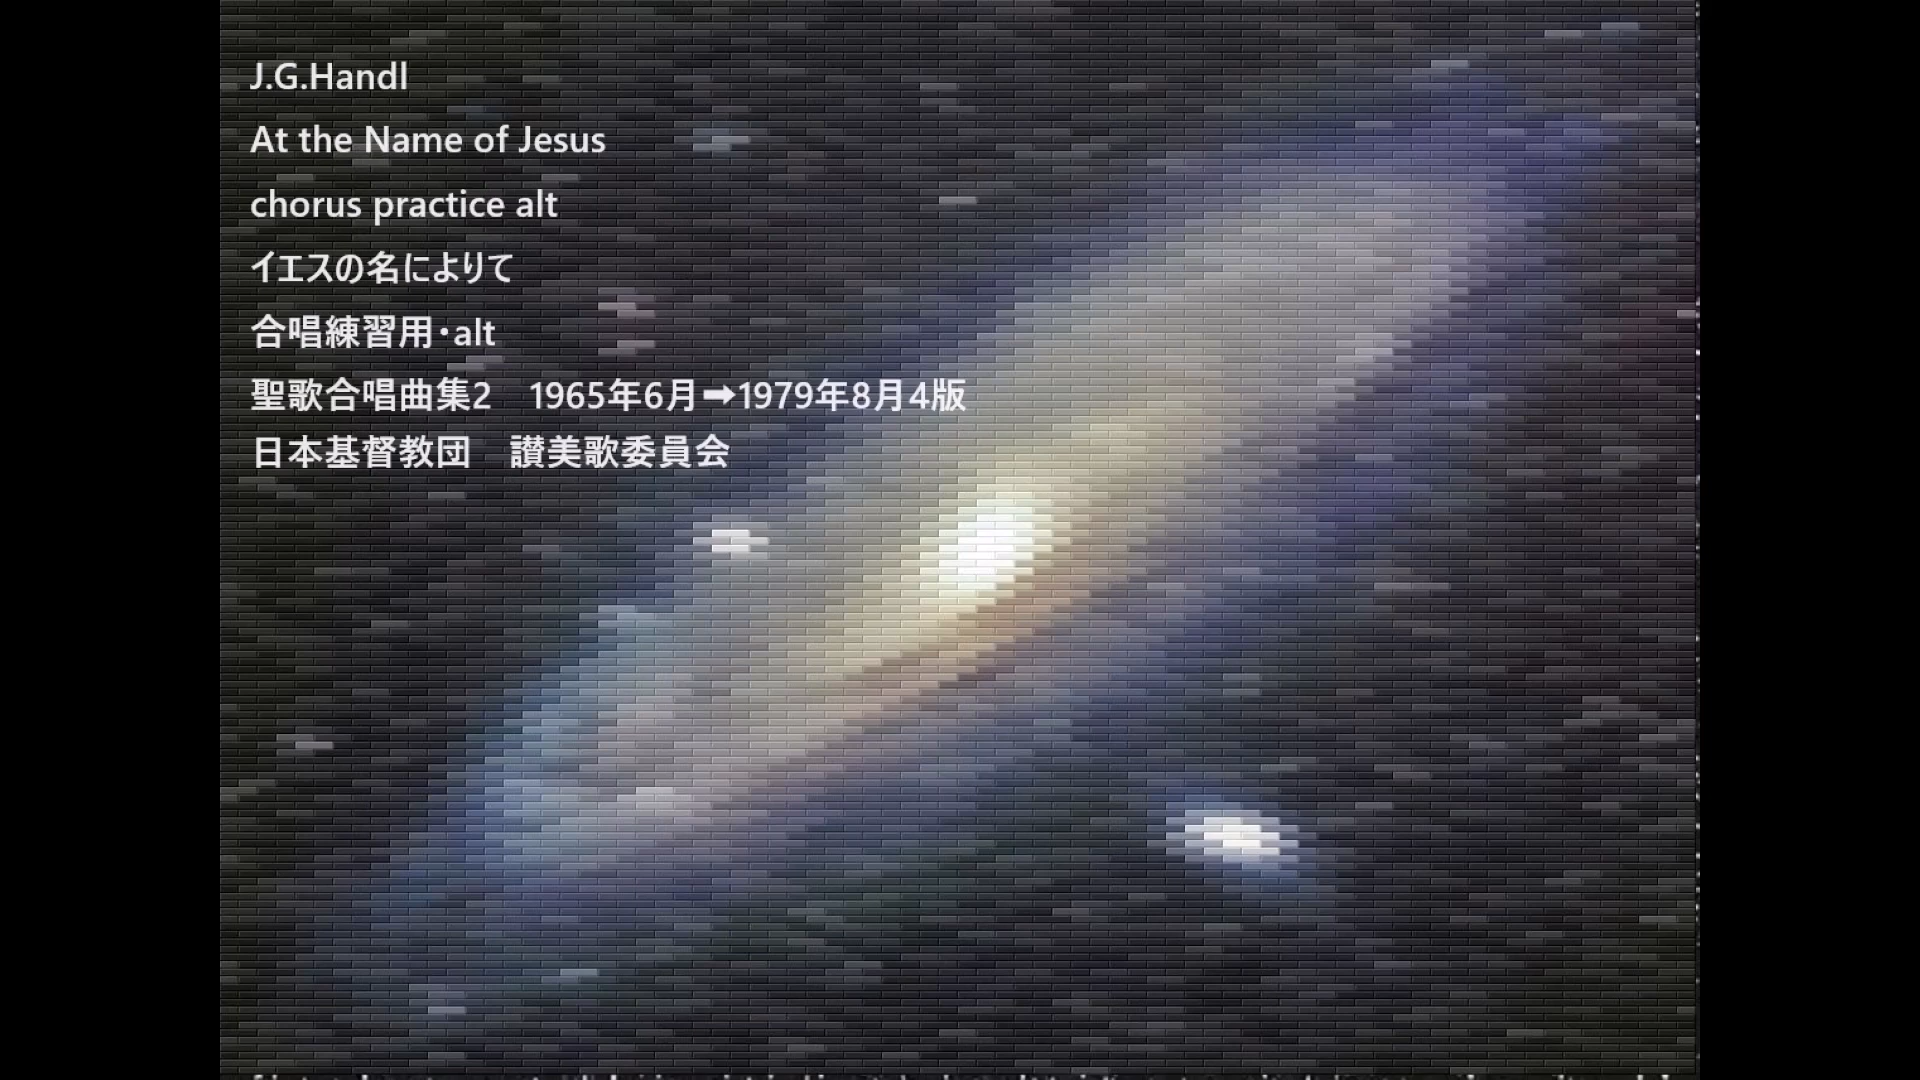 J.G.Handl
At the Name of Jesus
chorus practice alt
イエスの名によりて
合唱練習用・alt
聖歌合唱曲集2　1965年6月➡1979年8月4版
日本基督教団　讃美歌委員会